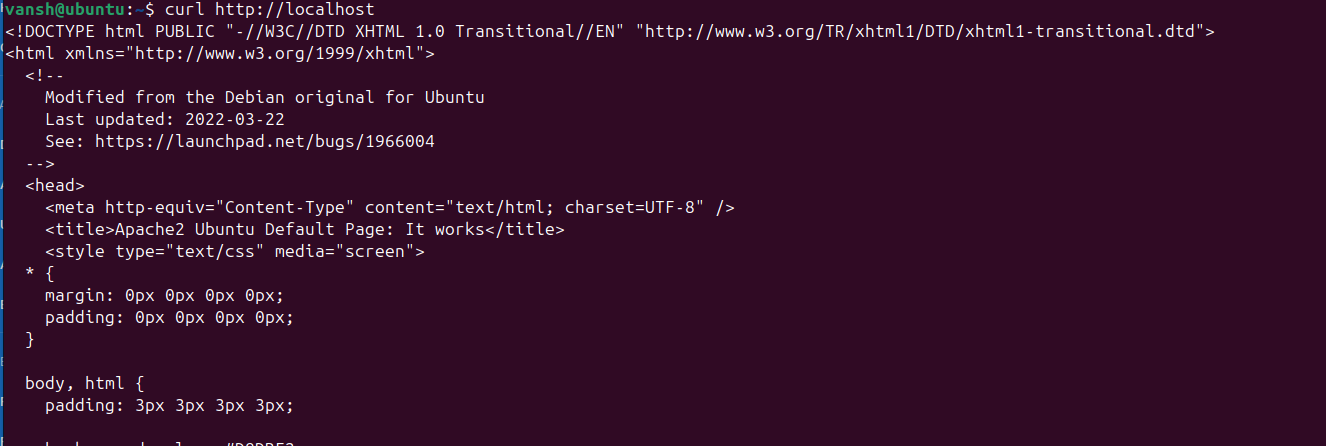 vansh@ubuntu:~$ curl http://localhost
<!DOCTYPE html PUBLIC "-//W3C//DTD XHTML 1.0 Transitional//EN" "http://www.w3.org/TR/xhtml1/DTD/xhtml1-transitional.dtd">
<html xmlns="http://www.w3.org/1999/xhtml">
  <!--
    Modified from the Debian original for Ubuntu
    Last updated: 2022-03-22
    See: https://launchpad.net/bugs/1966004
  -->
  <head>
    <meta http-equiv="Content-Type" content="text/html; charset=UTF-8" />
    <title>Apache2 Ubuntu Default Page: It works</title>
    <style type="text/css" media="screen">
  * {
    margin: 0px 0px 0px 0px;
    padding: 0px 0px 0px 0px;
  }

  body, html {
    padding: 3px 3px 3px 3px;